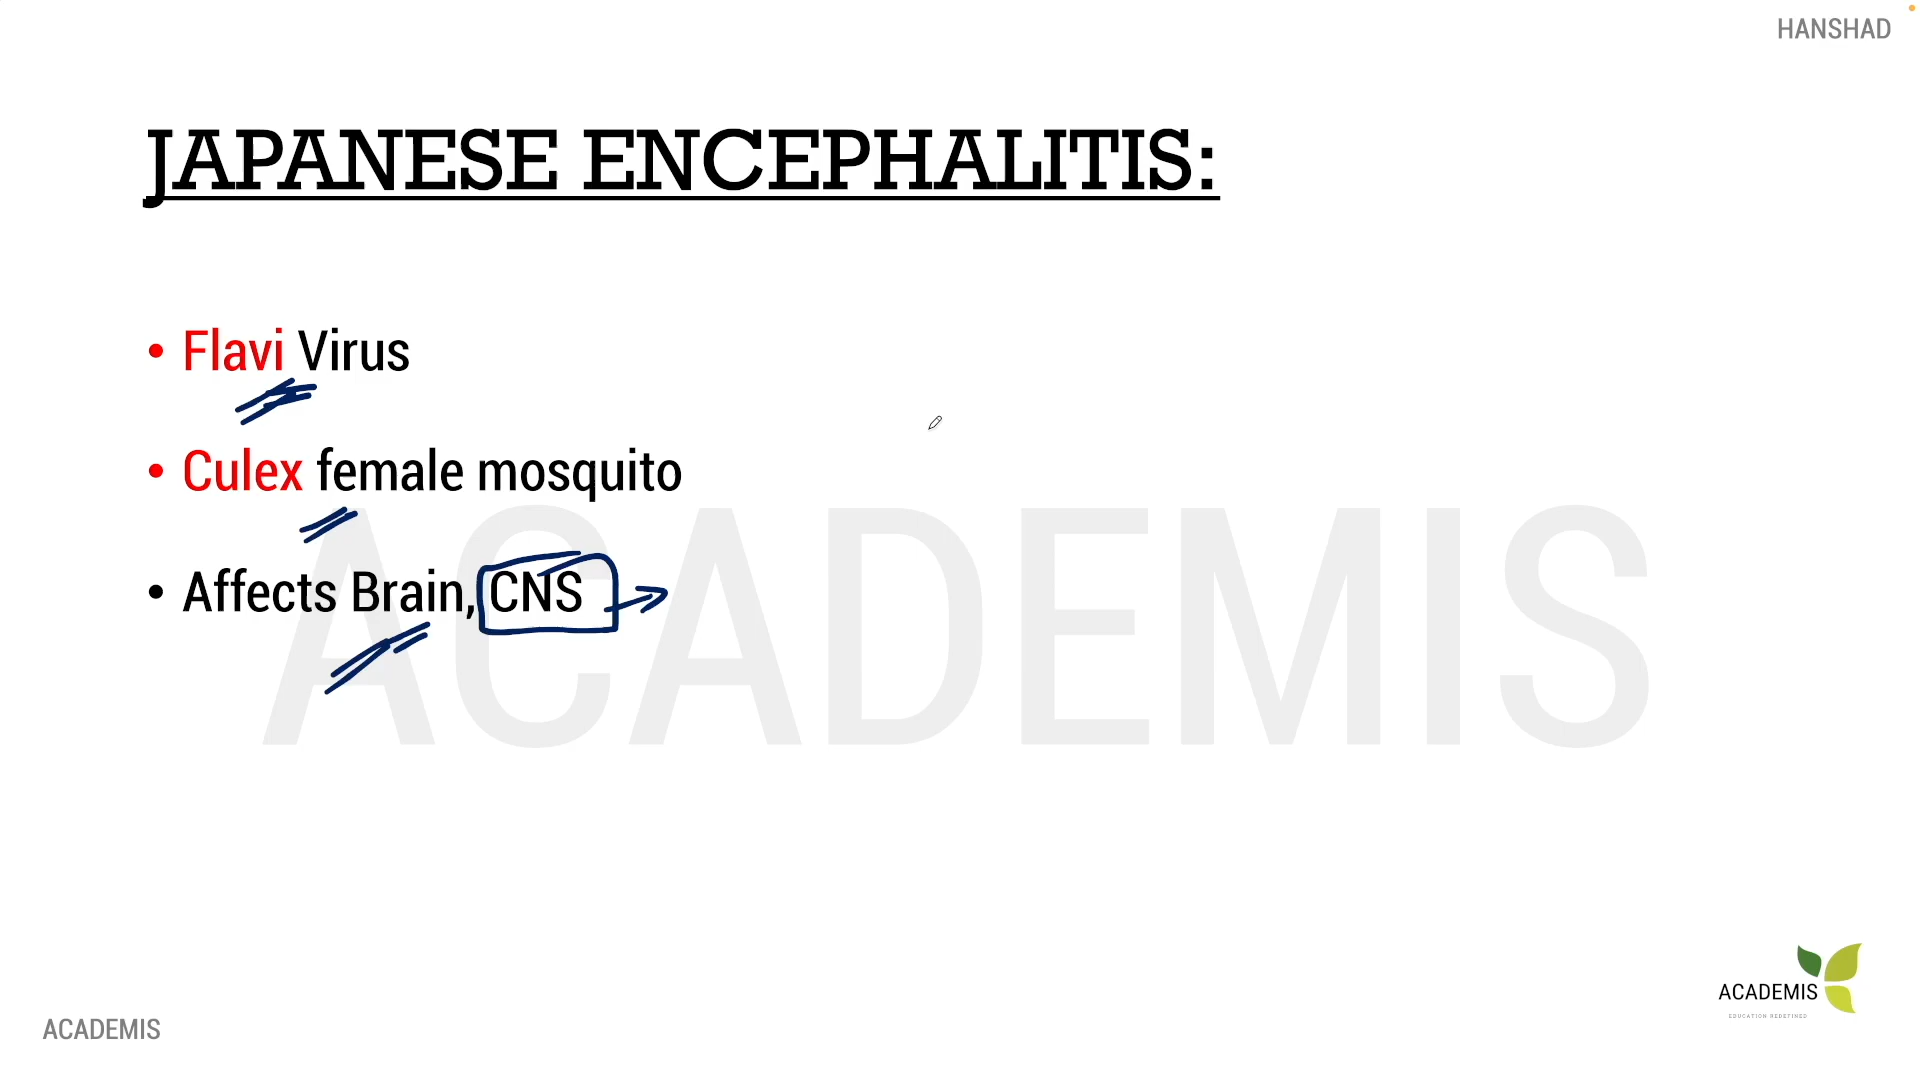 HANSHAD
JAPANESE ENCEPHALITIS:
• Flavi Virus
• Culex female mosquito
• Affects Brain, CNS
ACADEMIS
ACADEMIS
EDUCATION REDEFINED
ACADEMIS